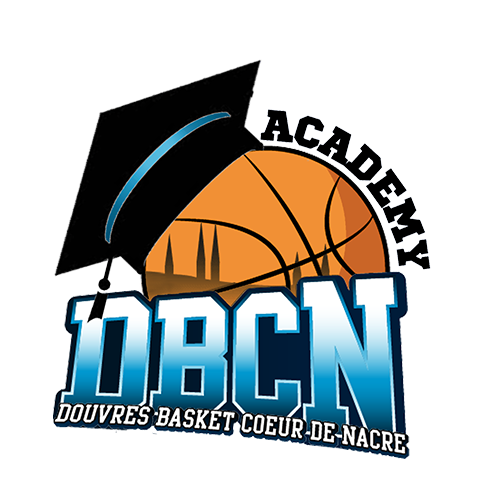 ACADEMY
DBCN
DOUVRES BASKET COEUR DE NACRE